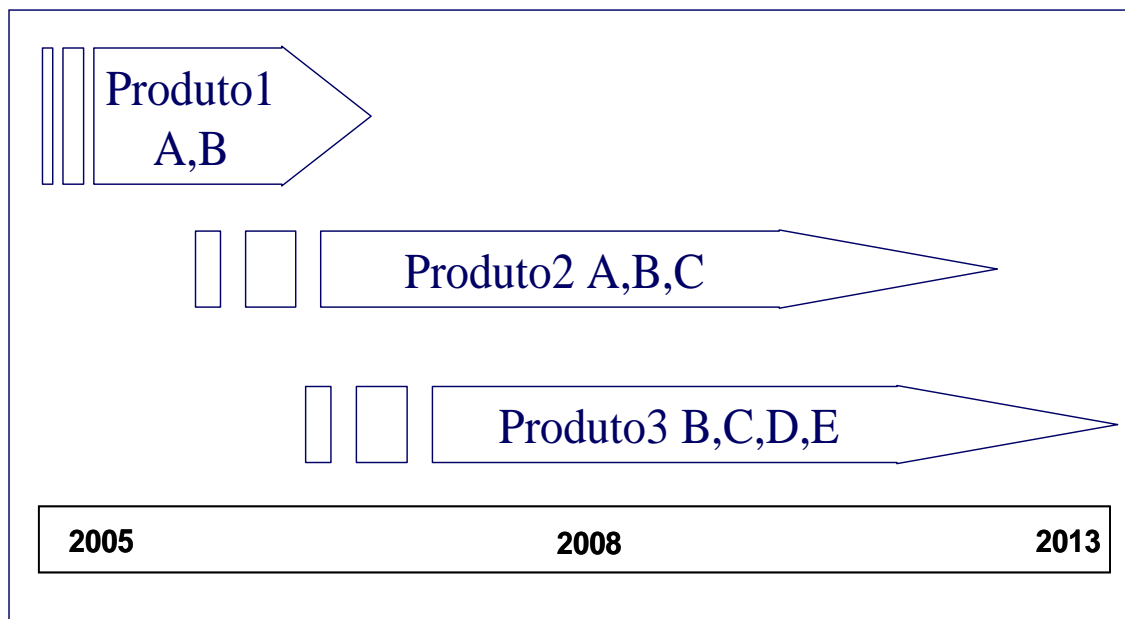 Produto1
A,B
Produto2 A,B,C
Produto3 B,C,D,E
2005 2008 2013